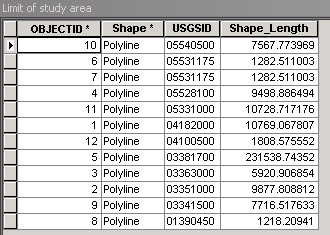 Limit of study area
OBJECTID * Shape * USGSID Shape_Length
10 Polyline 05540500 7567.773969
6 Polyline 05531175 1282.511003
7 Polyline 05531175 1282.511003
4 Polyline 05528100 9498.886494
11 Polyline 05331000 10728.717176
1 Polyline 04182000 10769.067807
12 Polyline 04100500 1808.575552
5 Polyline 03381700 231538.74352
3 Polyline 03363000 5920.906854
2 Polyline 03351000 9877.808812
9 Polyline 03341500 7716.517633
8 Polyline 01390450 1218.20941